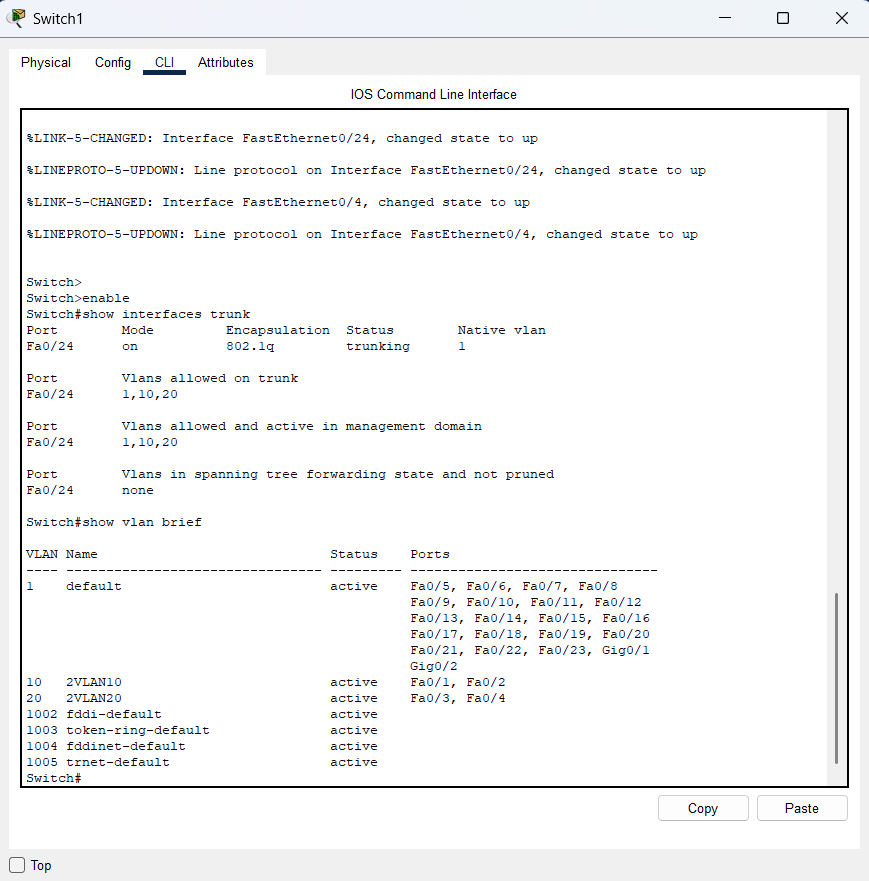 Switch1
Physical Config CLI Attributes
IOS Command Line Interface
%LINK-5-CHANGED: Interface FastEthernet0/24, changed state to up
%LINEPROTO-5-UPDOWN: Line protocol on Interface FastEthernet0/24, changed state to up
%LINK-5-CHANGED: Interface FastEthernet0/4, changed state to up
%LINEPROTO-5-UPDOWN: Line protocol on Interface FastEthernet0/4, changed state to up
Switch>
Switch>enable
Switch#show interfaces trunk
Port        Mode         Encapsulation  Status        Native vlan
Fa0/24      on           802.1q         trunking      1
Port        Vlans allowed on trunk
Fa0/24      1,10,20
Port        Vlans allowed and active in management domain
Fa0/24      1,10,20
Port        Vlans in spanning tree forwarding state and not pruned
Fa0/24      none
Switch#show vlan brief
VLAN Name                             Status    Ports
---- -------------------------------- --------- -------------------------------
1    default                          active    Fa0/5, Fa0/6, Fa0/7, Fa0/8
                                                Fa0/9, Fa0/10, Fa0/11, Fa0/12
                                                Fa0/13, Fa0/14, Fa0/15, Fa0/16
                                                Fa0/17, Fa0/18, Fa0/19, Fa0/20
                                                Fa0/21, Fa0/22, Fa0/23, Gig0/1
                                                Gig0/2
10   2VLAN10                          active    Fa0/1, Fa0/2
20   2VLAN20                          active    Fa0/3, Fa0/4
1002 fddi-default                     active
1003 token-ring-default               active
1004 fddinet-default                  active
1005 trnet-default                    active
Switch#
Copy Paste
Top